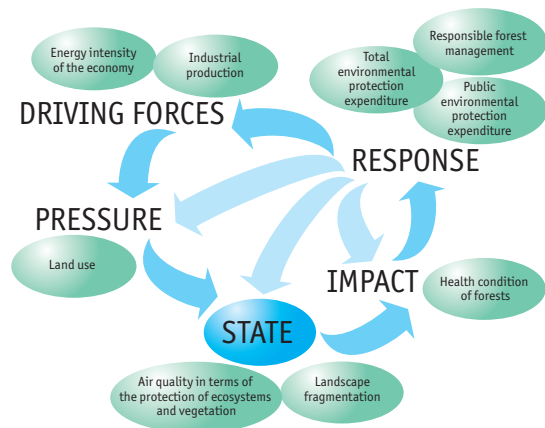 Energy intensity
of the economy
Industrial
production
Total
environmental
protection
expenditure
Responsible forest
management
Public
environmental
protection
expenditure
DRIVING FORCES
RESPONSE
PRESSURE
Land use
IMPACT
Health condition
of forests
STATE
Air quality in terms of
the protection of ecosystems
and vegetation
Landscape
fragmentation